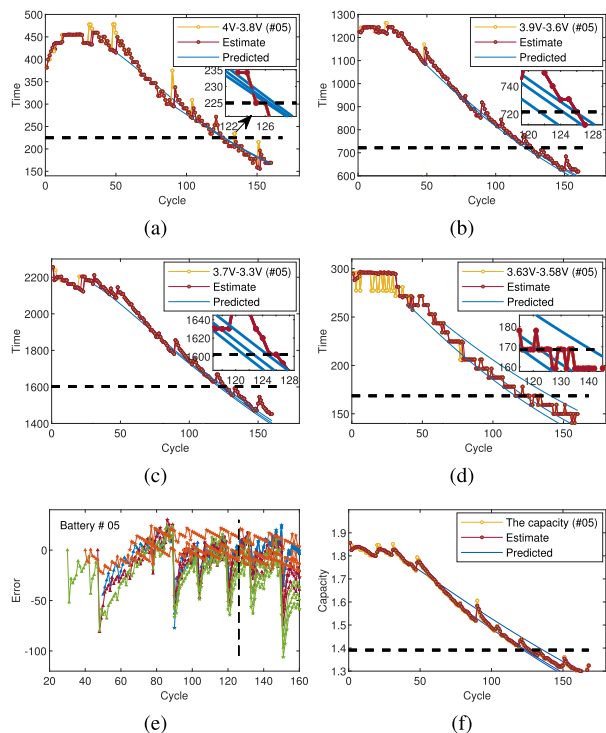 4V-3.8V (#05)
Estimate
Predicted
500
450
400
350
300
250
200
150
Time
235
225
122
126
0
50
100
150
Cycle
(a)
3.9V-3.6V (#05)
Estimate
Predicted
1300
1200
1100
1000
900
800
700
600
Time
740
720
120
124
128
0
50
100
150
Cycle
(b)
3.7V-3.3V (#05)
Estimate
Predicted
2200
2000
1800
1600
1400
Time
1640
1600
120
124
128
0
50
100
150
Cycle
(c)
3.63V-3.58V (#05)
Estimate
Predicted
300
250
200
150
Time
180
170
160
120
130
140
0
50
100
150
Cycle
(d)
Battery # 05
0
-50
-100
Error
20
40
60
80
100
120
140
160
Cycle
(e)
The capacity (#05)
Estimate
Predicted
1.9
1.8
1.7
1.6
1.5
1.4
1.3
Capacity
0
50
100
150
Cycle
(f)